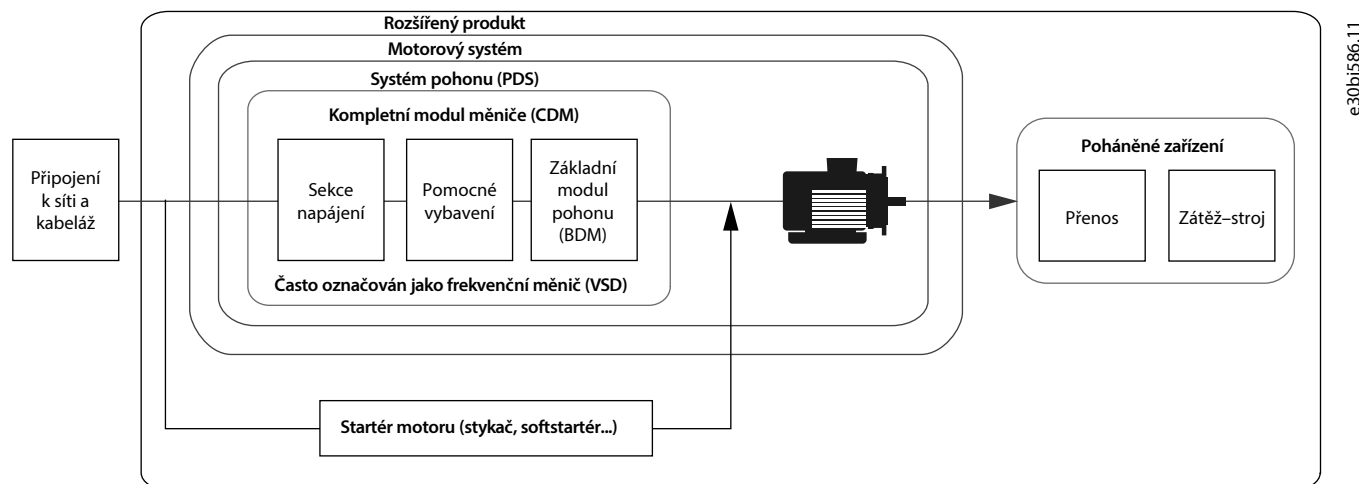 Rozšířený produkt
Motorový systém
Systém pohonu (PDS)
Kompletní modul měniče (CDM)
Připojení
k síti a
kabeláž
Sekce
napájení
Pomocné
vybavení
Základní
modul
pohonu
(BDM)
Často označován jako frekvenční měnič (VSD)
Poháněné zařízení
Přenos
Zátěž–stroj
Startér motoru (stykač, softstartér...)
e30bi586.11